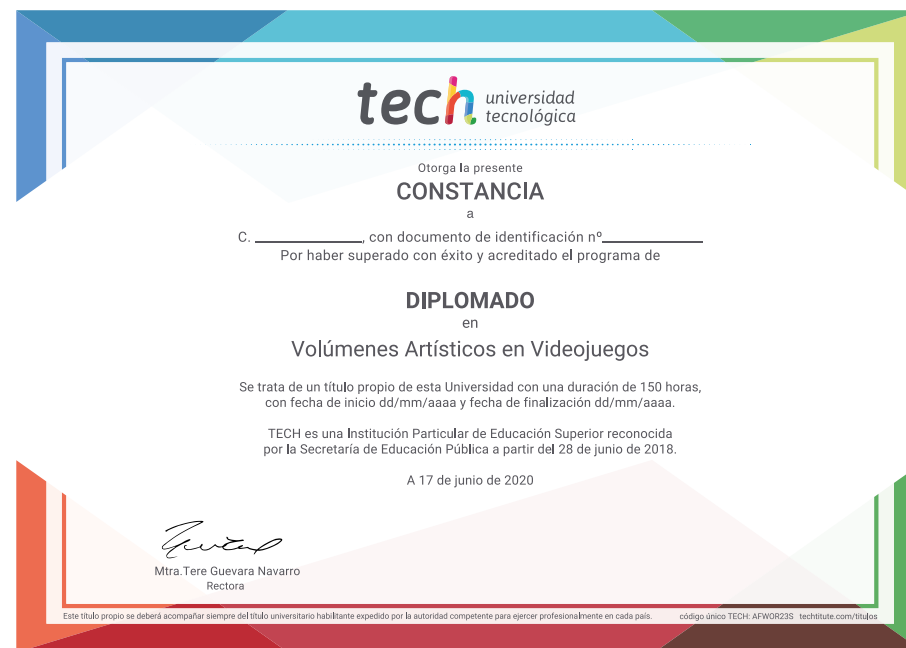 tech universidad
tecnológica
Otorga la presente
CONSTANCIA
a
C. ____________, con documento de identificación nº____________
Por haber superado con éxito y acreditado el programa de
DIPLOMADO
en
Volúmenes Artísticos en Videojuegos
Se trata de un título propio de esta Universidad con una duración de 150 horas,
con fecha de inicio dd/mm/aaaa y fecha de finalización dd/mm/aaaa.
TECH es una Institución Particular de Educación Superior reconocida
por la Secretaría de Educación Pública a partir del 28 de junio de 2018.
A 17 de junio de 2020
Mtra.Tere Guevara Navarro
Rectora
Este título propio se deberá acompañar siempre del título universitario habilitante expedido por la autoridad competente para ejercer profesionalmente en cada país. código único TECH: AFWOR23S techtitute.com/titulos